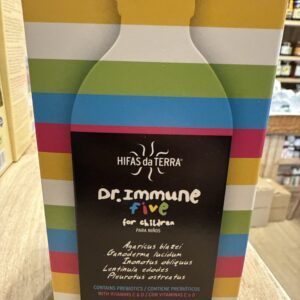 HIFAS da TERRA
Dr. Immune
five
for children
PARA NIÑOS
Agaricus blazei
Ganoderma lucidum
Inonotus obliquus
Lentinula edodes
Pleurotus ostreatus
CONTAINS PREBIOTICS / CONTIENE PREBIÓTICOS
WITH VITAMINS C & D / CON VITAMINAS C y D